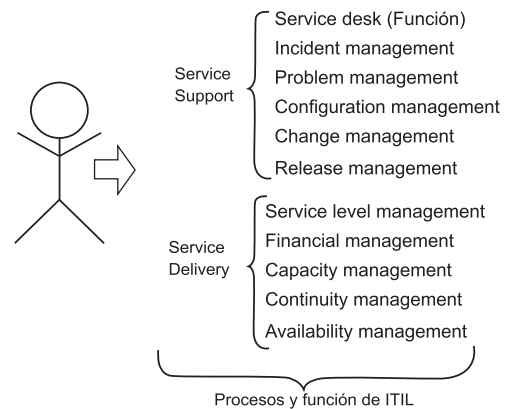 Service
Support
Service desk (Función)
Incident management
Problem management
Configuration management
Change management
Release management
Service
Delivery
Service level management
Financial management
Capacity management
Continuity management
Availability management
Procesos y función de ITIL